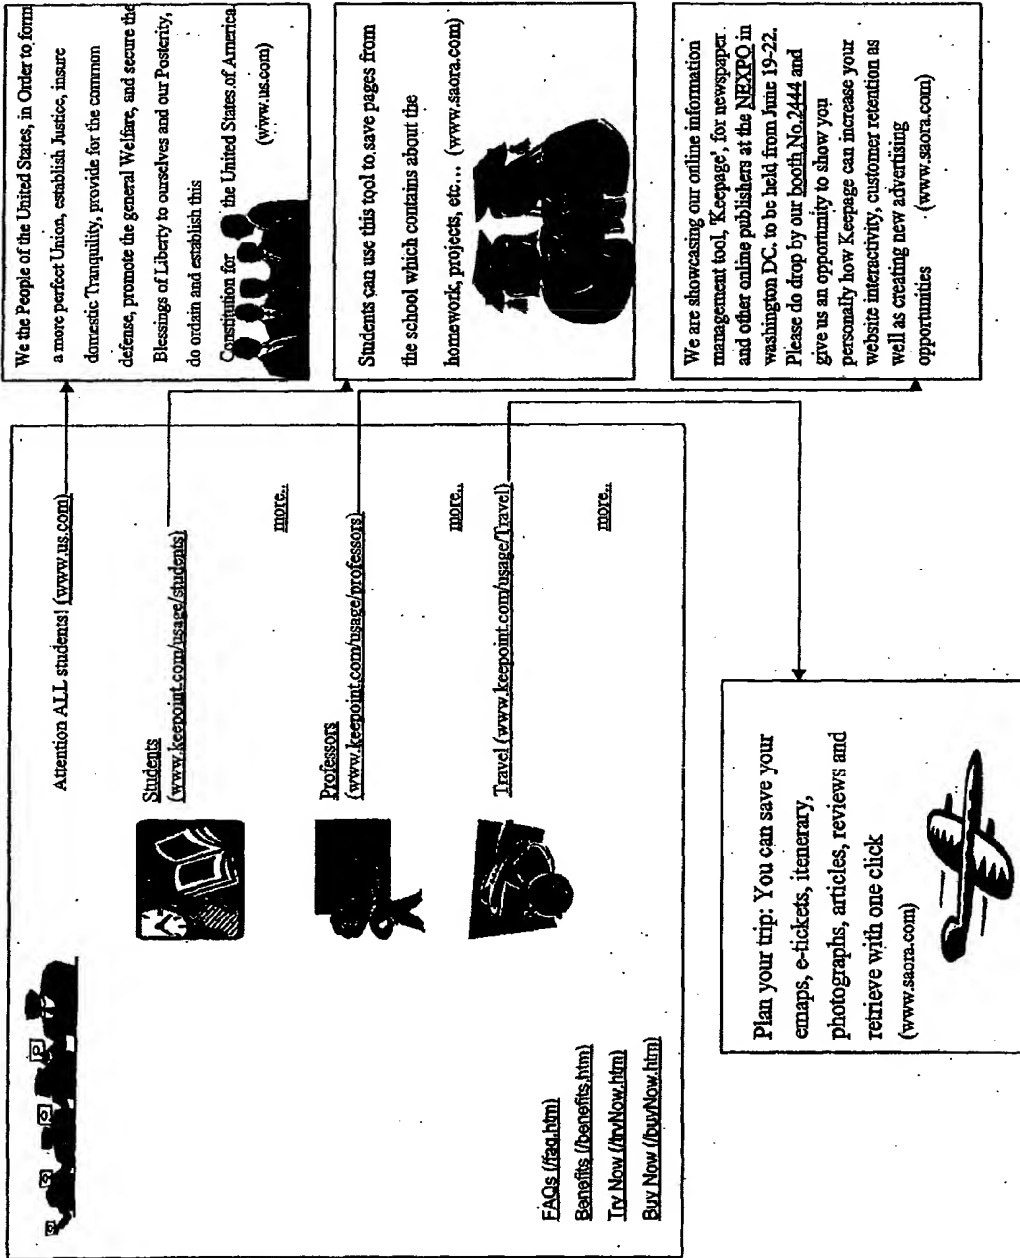 Attention ALL students! (www.us.com)
Students
(www.keepoint.com/usage/students)
more..
Professors
(www.keepoint.com/usage/professors)
more..
Travel (www.keepoint.com/usage/Travel)
more..
FAQs (/faq.htm)
Benefits (/benefits.htm)
Try Now (/tryNow.htm)
Buy Now (/buyNow.htm)
We the People of the United States, in Order to form
a more perfect Union, establish Justice, insure
domestic Tranquility, provide for the common
defense, promote the general Welfare, and secure the
Blessings of Liberty to ourselves and our Posterity,
do ordain and establish this
Constitution for the United States of America.
(www.us.com)
Students can use this tool to save pages from
the school which contains about the
homework, projects, etc... (www.saora.com)
We are showcasing our online information
management tool, 'Keepage', for newspaper
and other online publishers at the NEXPO in
washington DC. to be held from June 19-22.
Please do drop by our booth No.2444 and
give us an opportunity to show you
personally how Keepage can increase your
website interactivity, customer retention as
well as creating new advertising
opportunities (www.saora.com)
Plan your trip: You can save your
emaps, e-tickets, itenerary,
photographs, articles, reviews and
retrieve with one click
(www.saora.com)